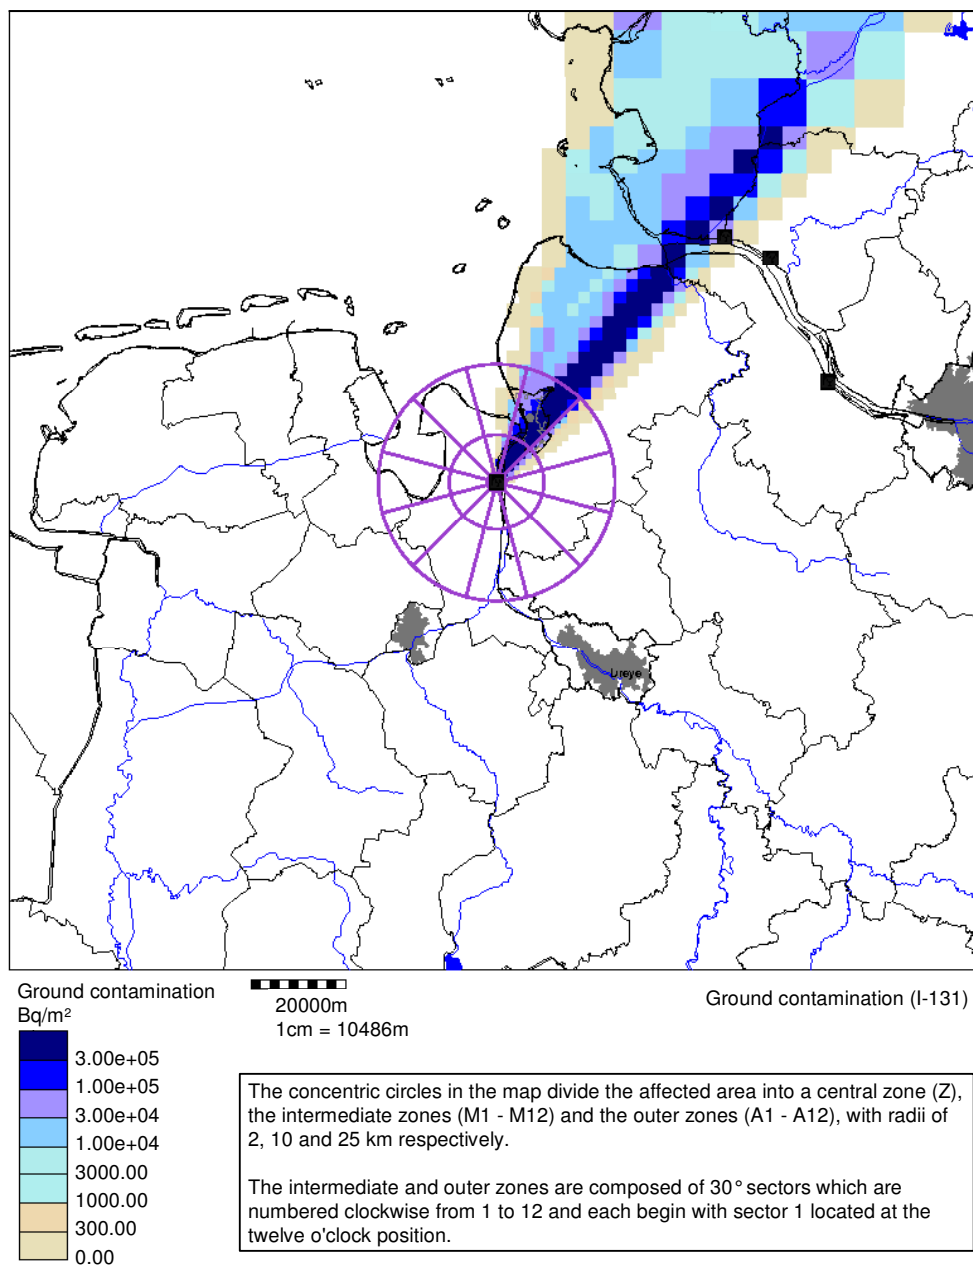 Dreye
Ground contamination
Bq/m²
3.00e+05
1.00e+05
3.00e+04
1.00e+04
3000.00
1000.00
300.00
0.00
20000m
1cm = 10486m
Ground contamination (I-131)
The concentric circles in the map divide the affected area into a central zone (Z),
the intermediate zones (M1 - M12) and the outer zones (A1 - A12), with radii of
2, 10 and 25 km respectively.
The intermediate and outer zones are composed of 30° sectors which are
numbered clockwise from 1 to 12 and each begin with sector 1 located at the
twelve o'clock position.